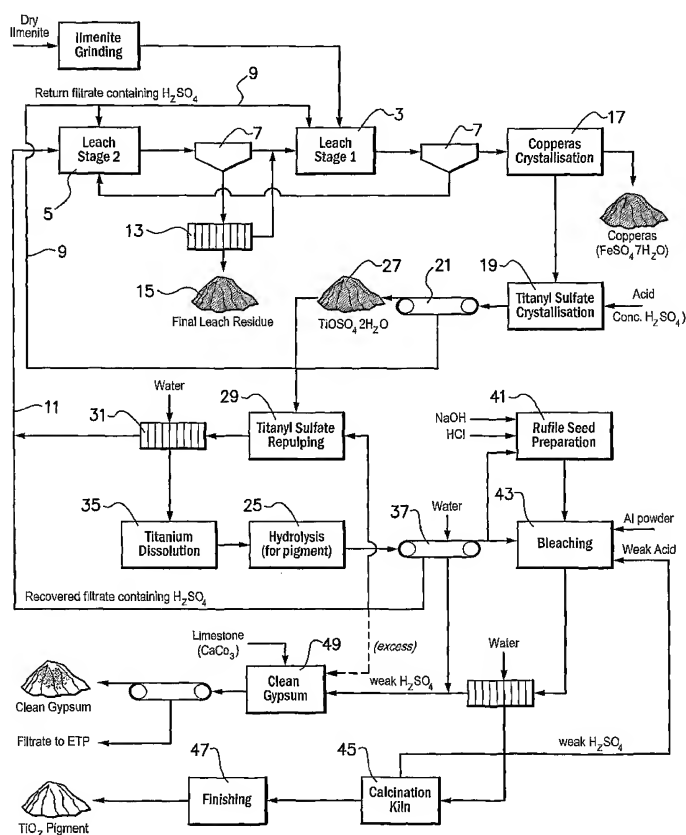 Dry
Ilmenite
Ilmenite
Grinding
Return filtrate containing H2SO4
9
3
17
Leach
Stage 2
7
Leach
Stage 1
7
Copperas
Crystallisation
5
13
Copperas
(FeSO4 7H2O)
9
15
Final Leach Residue
27
TiOSO4 2H2O
21
19
Titanyl Sulfate
Crystallisation
Acid
Conc. H2SO4)
11
Water
31
29
Titanyl Sulfate
Repulping
NaOH
HCl
41
Rufile Seed
Preparation
35
Titanium
Dissolution
25
Hydrolysis
(for pigment)
37
Water
43
Bleaching
Al powder
Weak Acid
Recovered filtrate containing H2SO4
Limestone
(CaCo3)
49
(excess)
Water
Clean
Gypsum
weak H2SO4
Clean Gypsum
Filtrate to ETP
47
45
weak H2SO4
Finishing
Calcination
Kiln
TiO2 Pigment